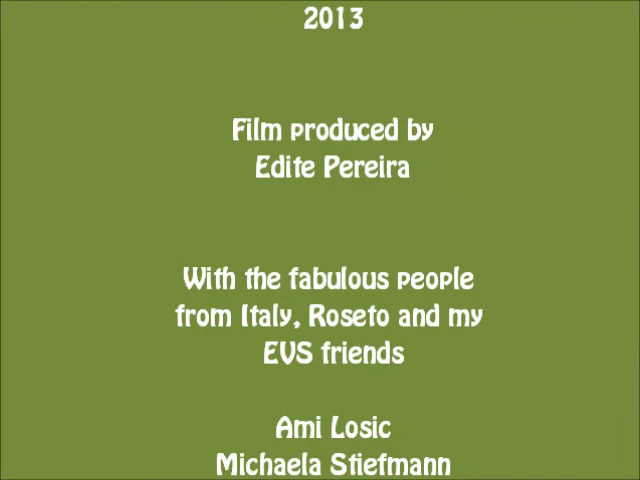 2013
Film produced by
Edite Pereira
With the fabulous people
from Italy, Roseto and my
EVS friends
Ami Losic
Michaela Stiefmann